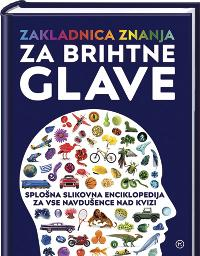 ZAKLADNICA ZNANJA
ZA BRIHTNE
GLAVE
SPLOŠNA SLIKOVNA ENCIKLOPEDIJA
ZA VSE NAVDUŠENCE NAD KVIZI